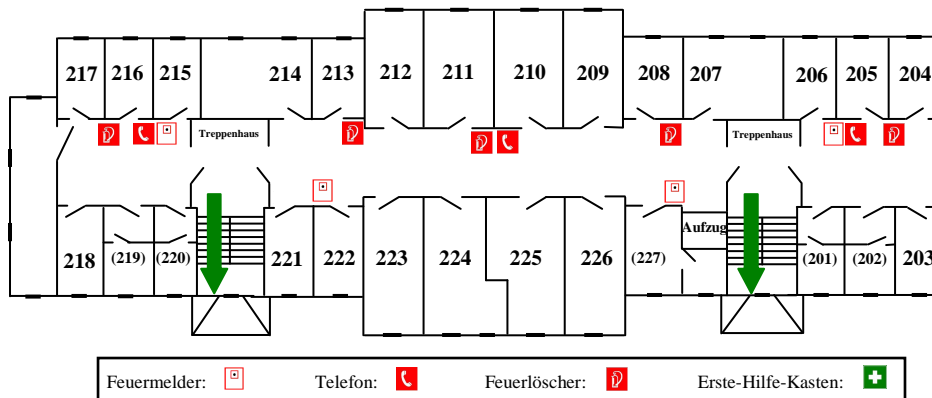 217 216 215 214 213 212 211 210 209 208 207 206 205 204
Treppenhaus Treppenhaus
Aufzug
218 (219) (220) 221 222 223 224 225 226 (227) (201) (202) 203
Feuermelder: Telefon: Feuerlöscher: Erste-Hilfe-Kasten: